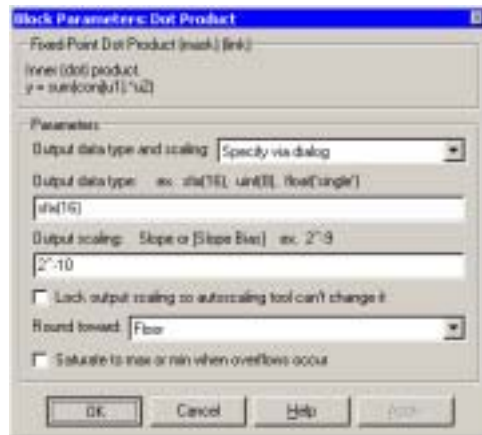 Block Parameters: Dot Product
Fixed-Point Dot Product (mask) (link)
Inner (dot) product.
y = sum(conj(u1).*u2)
Parameters
Output data type and scaling: Specify via dialog
Output data type: ex. sfix(16), uint(8), float('single')
sfix(16)
Output scaling: Slope or [Slope Bias] ex. 2^-9
2^-10
Lock output scaling so autoscaling tool can't change it
Round toward: Floor
Saturate to max or min when overflows occur
OK Cancel Help Apply